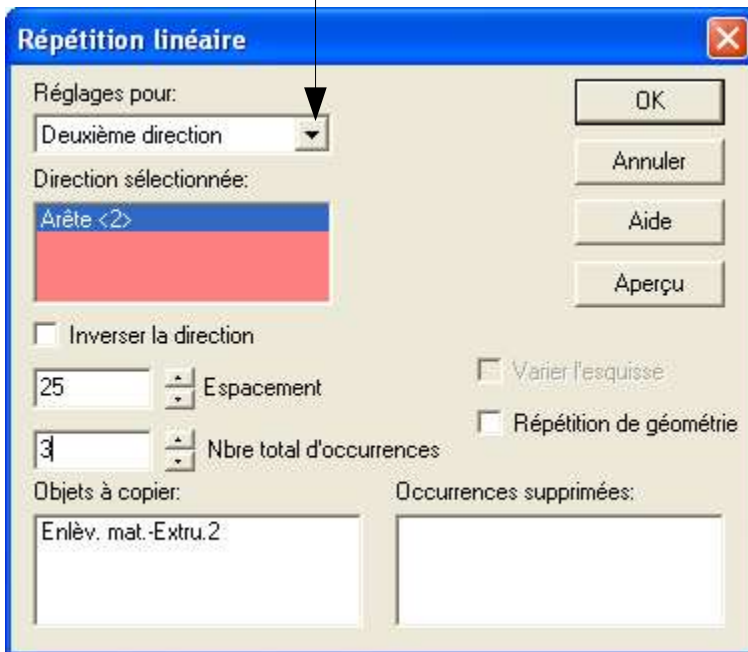 Répétition linéaire
Réglages pour:
Deuxième direction
Direction sélectionnée:
Arête <2>
Inverser la direction
25 Espacement
3 Nbre total d'occurrences
Objets à copier:
Enlèv. mat.-Extru.2
OK
Annuler
Aide
Aperçu
Varier l'esquisse
Répétition de géométrie
Occurrences supprimées: